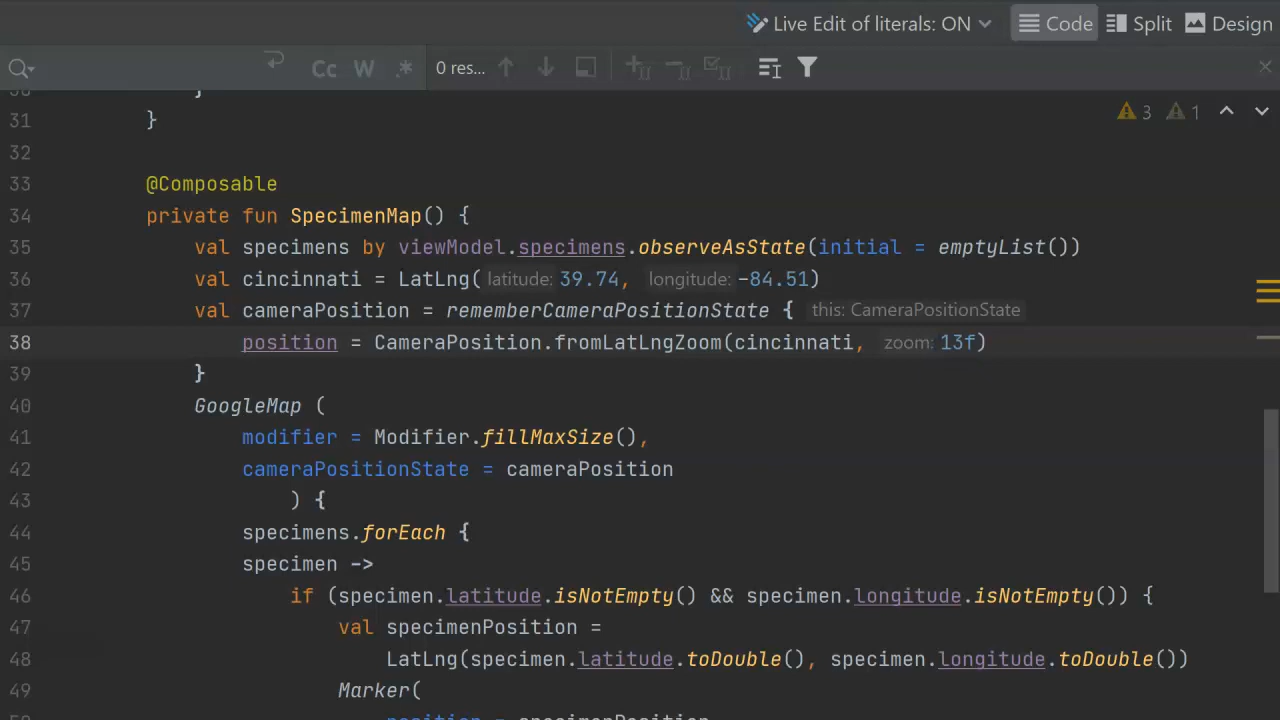 Live Edit of literals: ON
Code
Split
Design
Cc W .*
0 res...
3
1
30 }
31 }
32
33 @Composable
34 private fun SpecimenMap() {
35 val specimens by viewModel.specimens.observeAsState(initial = emptyList())
36 val cincinnati = LatLng( latitude: 39.74, longitude: -84.51)
37 val cameraPosition = rememberCameraPositionState { this: CameraPositionState
38 position = CameraPosition.fromLatLngZoom(cincinnati, zoom: 13f)
39 }
40 GoogleMap (
41 modifier = Modifier.fillMaxSize(),
42 cameraPositionState = cameraPosition
43 ) {
44 specimens.forEach {
45 specimen ->
46 if (specimen.latitude.isNotEmpty() && specimen.longitude.isNotEmpty()) {
47 val specimenPosition =
48 LatLng(specimen.latitude.toDouble(), specimen.longitude.toDouble())
49 Marker(
position = specimenPosition